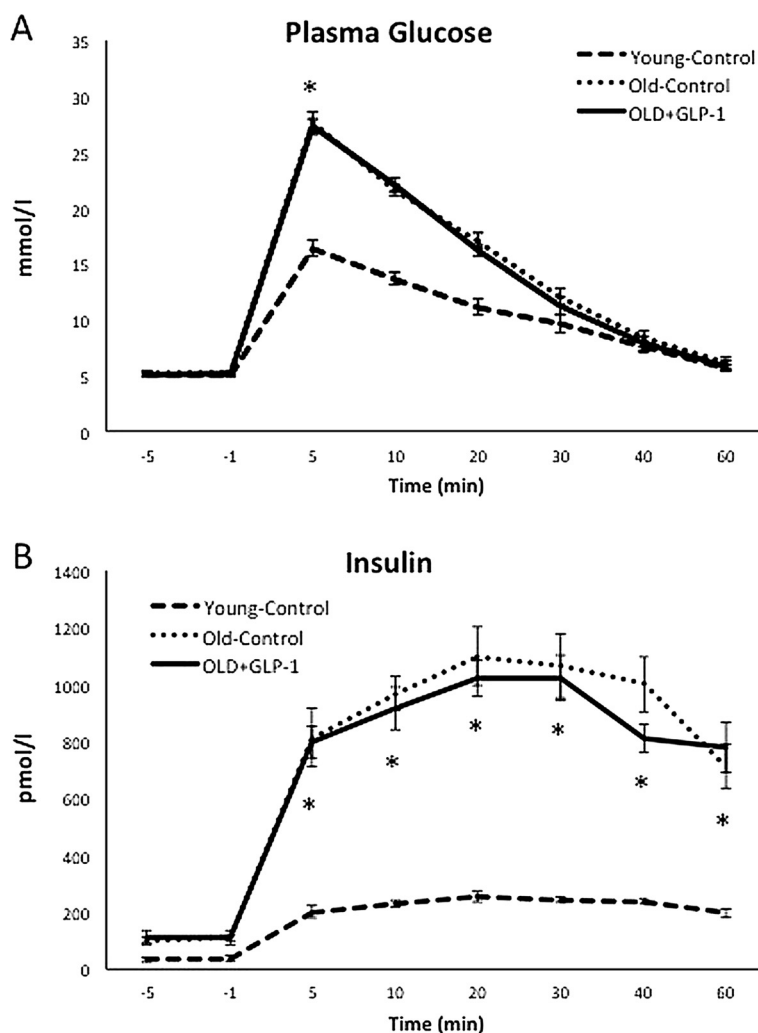 A
Plasma Glucose
35
30
25
20
15
10
5
0
mmol/l
*
Young-Control
Old-Control
OLD+GLP-1
-5 -1 5 10 20 30 40 60
Time (min)
B
Insulin
1400
1200
1000
800
600
400
200
0
pmol/l
Young-Control
Old-Control
OLD+GLP-1
* * * * * *
-5 -1 5 10 20 30 40 60
Time (min)